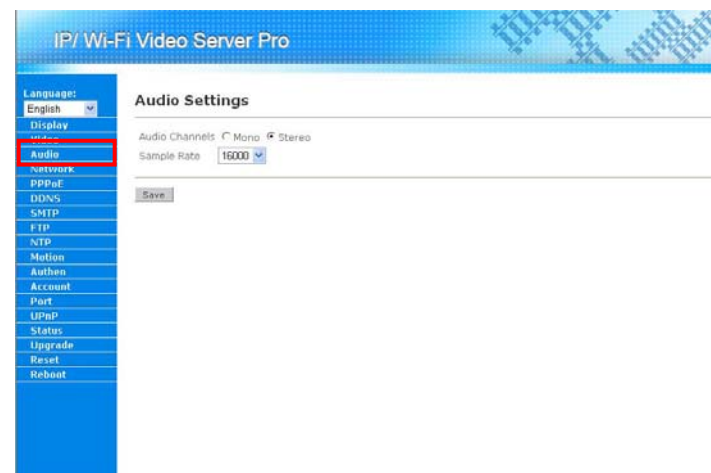 IP/ Wi-Fi Video Server Pro
Language:
English
Display
Video
Audio
Network
PPPoE
DDNS
SMTP
FTP
NTP
Motion
Authen
Account
Port
UPnP
Status
Upgrade
Reset
Reboot
Audio Settings
Audio Channels Mono Stereo
Sample Rate 16000
Save